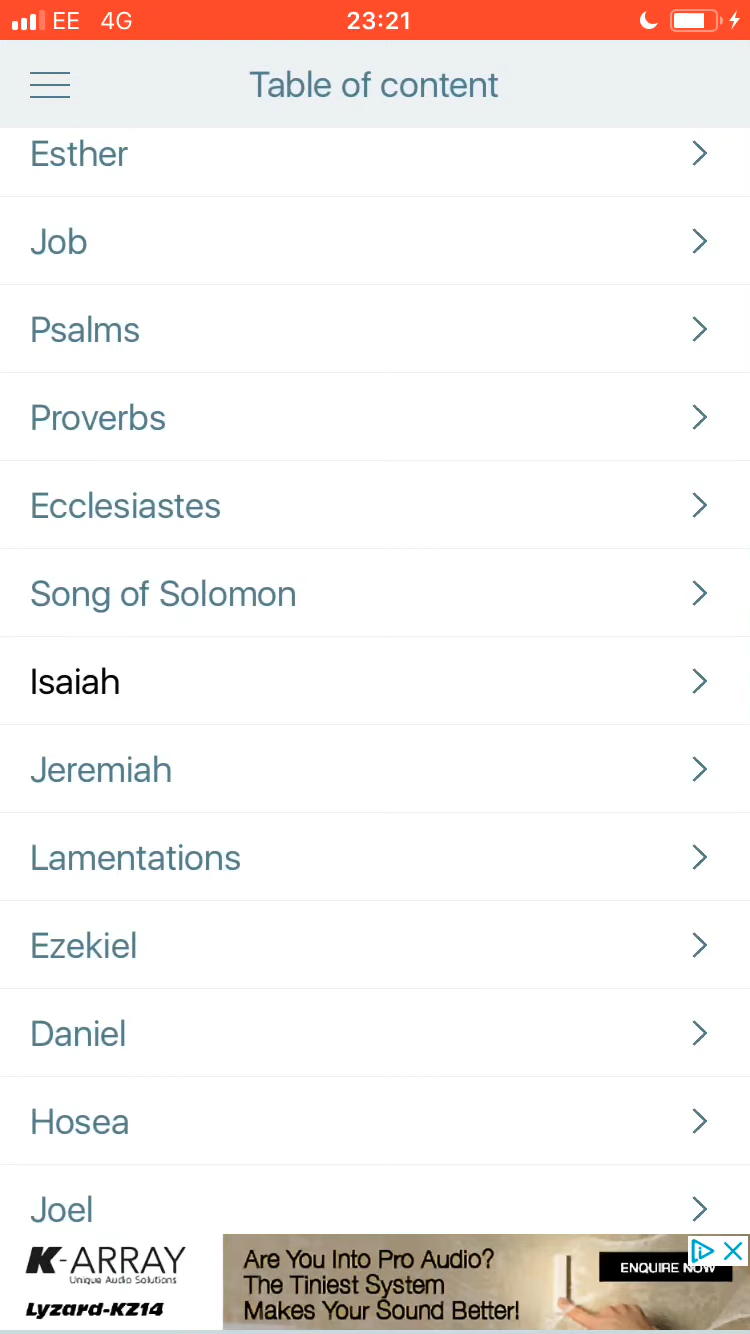 EE 4G 23:21
Table of content
Esther
Job
Psalms
Proverbs
Ecclesiastes
Song of Solomon
Isaiah
Jeremiah
Lamentations
Ezekiel
Daniel
Hosea
Joel
K-ARRAY
Unique Audio Solutions
Lyzard-KZ14
Are You Into Pro Audio?
The Tiniest System
Makes Your Sound Better!
ENQUIRE NOW